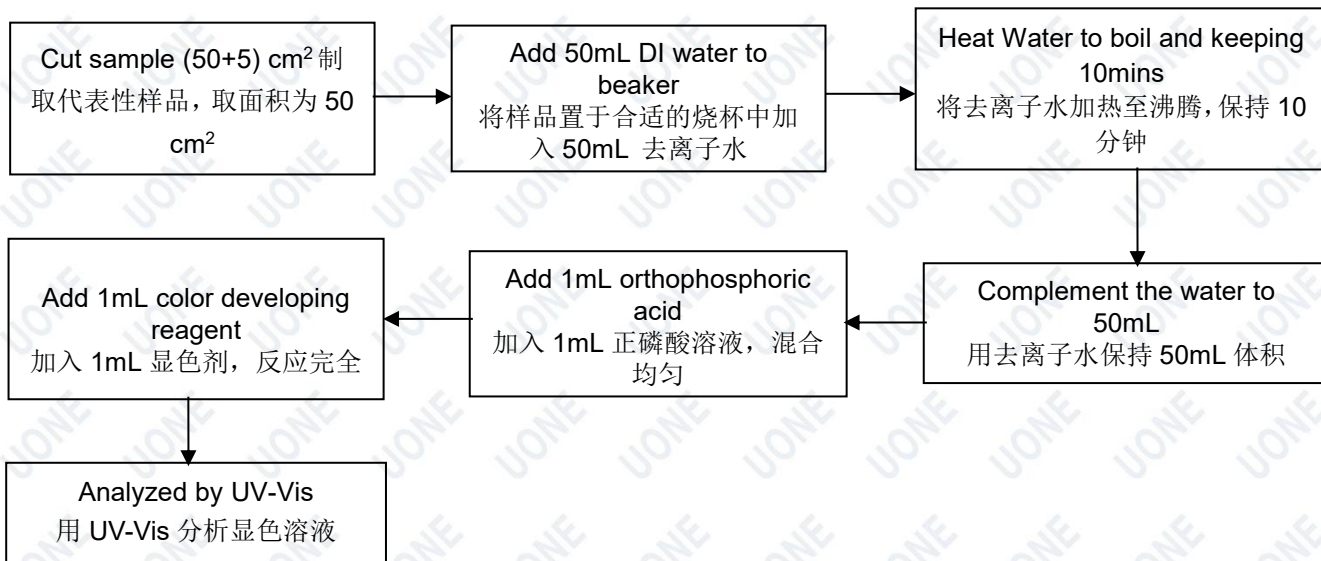 Cut sample (50+5) cm² 制
取代表性样品，取面积为 50
cm²
Add 50mL DI water to
beaker
将样品置于合适的烧杯中加
入 50mL 去离子水
Heat Water to boil and keeping
10mins
将去离子水加热至沸腾，保持 10
分钟
Complement the water to
50mL
用去离子水保持 50mL 体积
Add 1mL orthophosphoric
acid
加入 1mL 正磷酸溶液，混合
均匀
Add 1mL color developing
reagent
加入 1mL 显色剂，反应完全
Analyzed by UV-Vis
用 UV-Vis 分析显色溶液
UONE